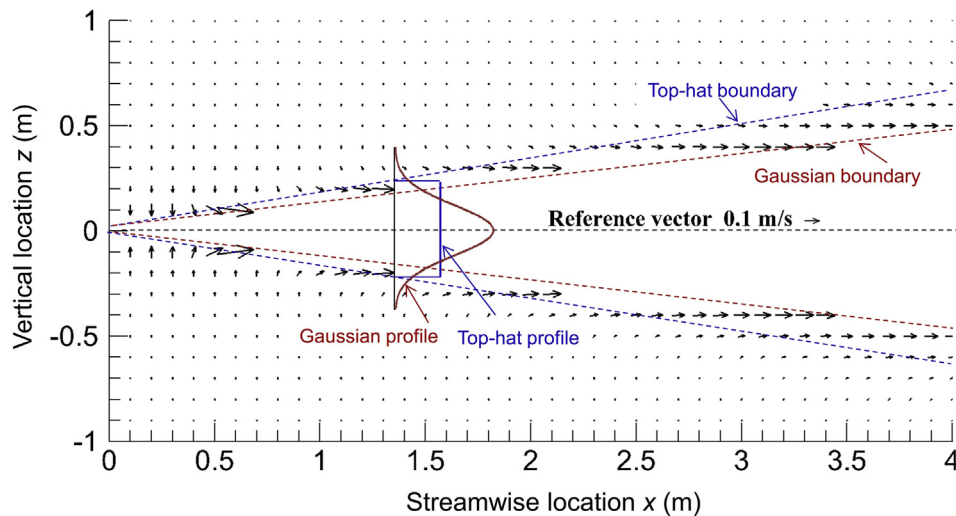 1
0.5
0
-0.5
-1
Vertical location z (m)
Top-hat boundary
Gaussian boundary
Reference vector 0.1 m/s
Gaussian profile
Top-hat profile
0 0.5 1 1.5 2 2.5 3 3.5 4
Streamwise location x (m)